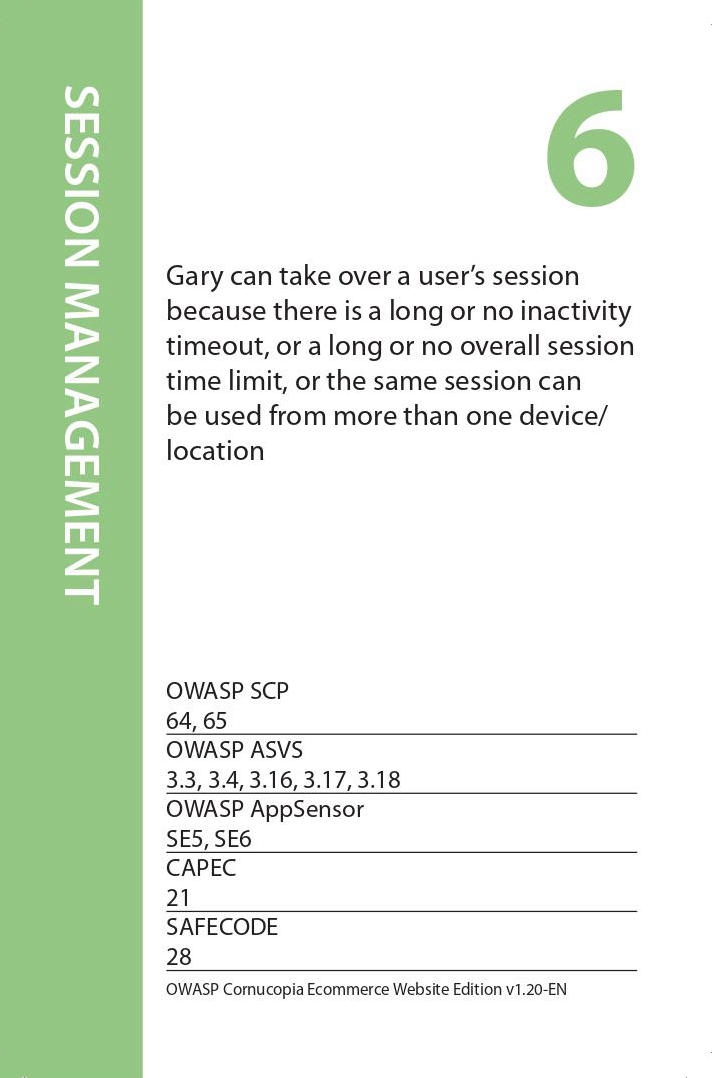 SESSION MANAGEMENT
6
Gary can take over a user’s session
because there is a long or no inactivity
timeout, or a long or no overall session
time limit, or the same session can
be used from more than one device/
location
OWASP SCP
64, 65
OWASP ASVS
3.3, 3.4, 3.16, 3.17, 3.18
OWASP AppSensor
SE5, SE6
CAPEC
21
SAFECODE
28
OWASP Cornucopia Ecommerce Website Edition v1.20-EN